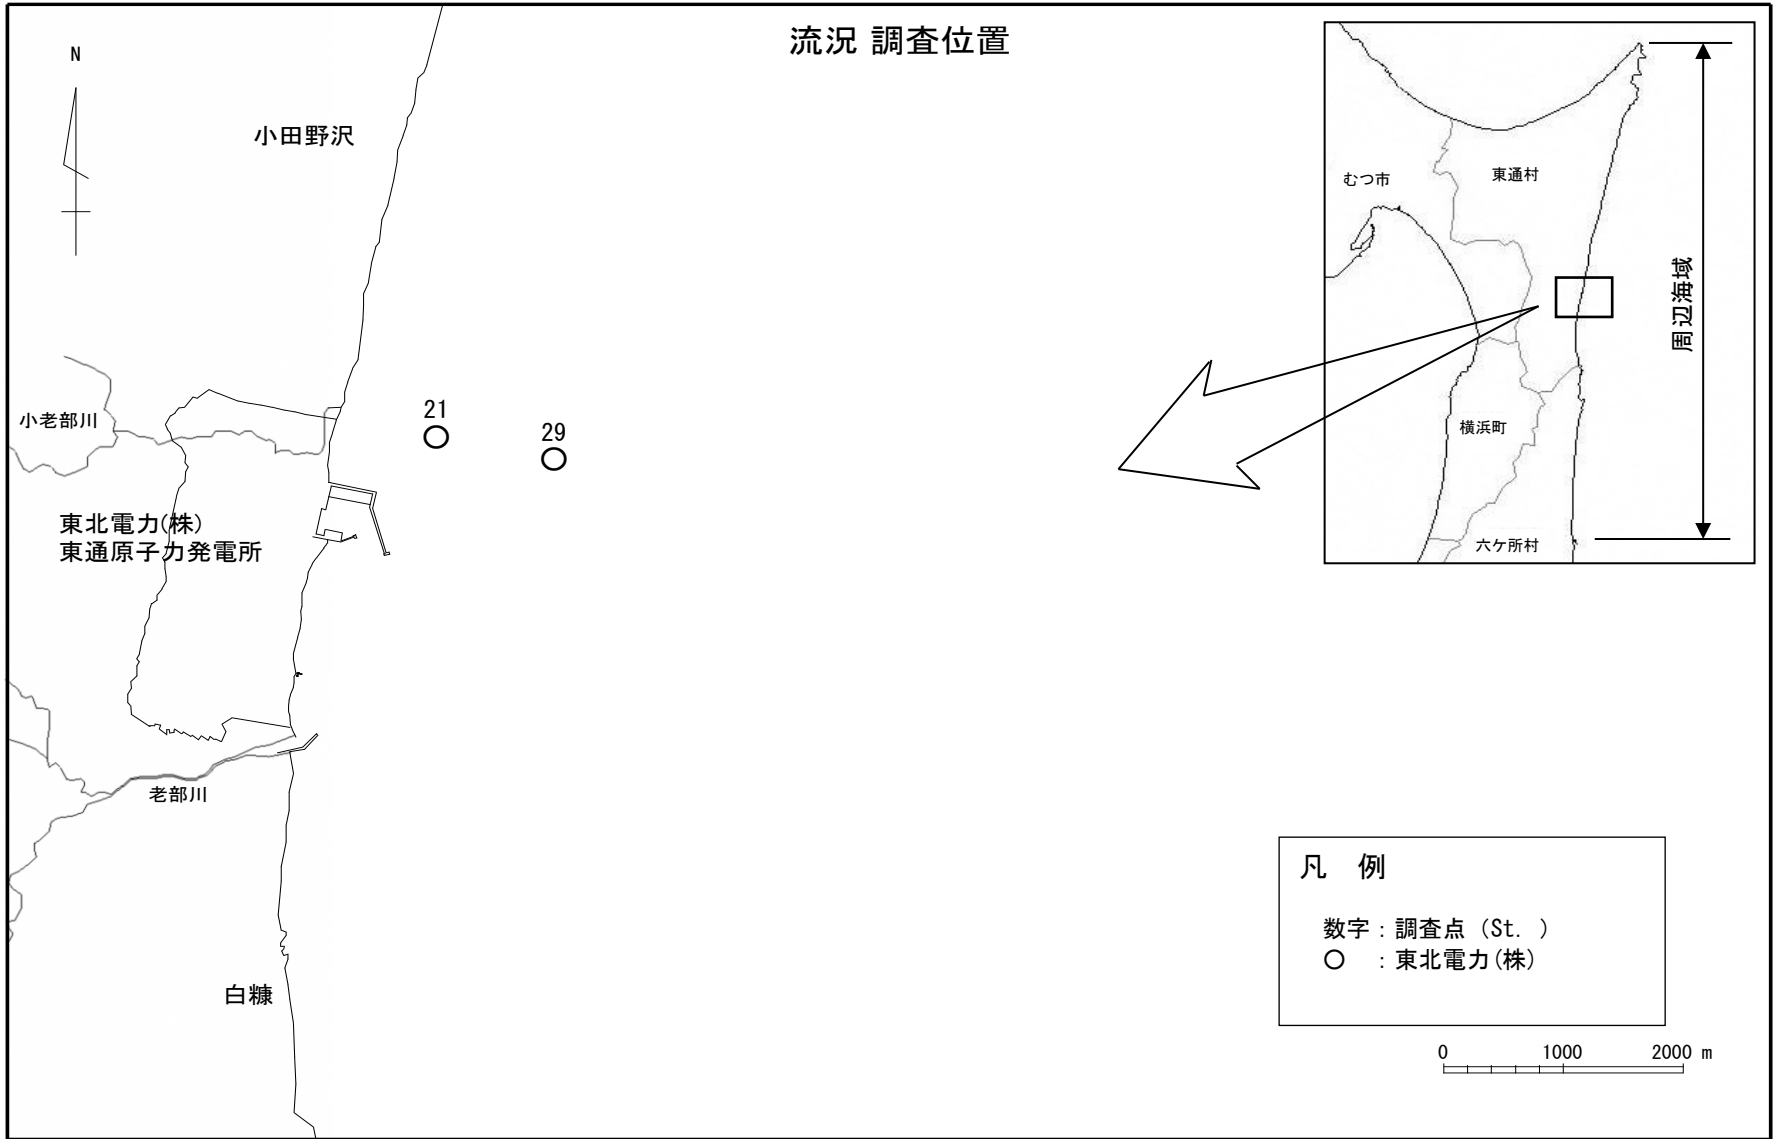 流況 調査位置
N
小田野沢
小老部川
21
29
東北電力(株)
東通原子力発電所
老部川
白糠
むつ市
東通村
周辺海域
横浜町
六ケ所村
凡 例
数字：調査点（St. ）
○ ：東北電力(株)
0 1000 2000 m